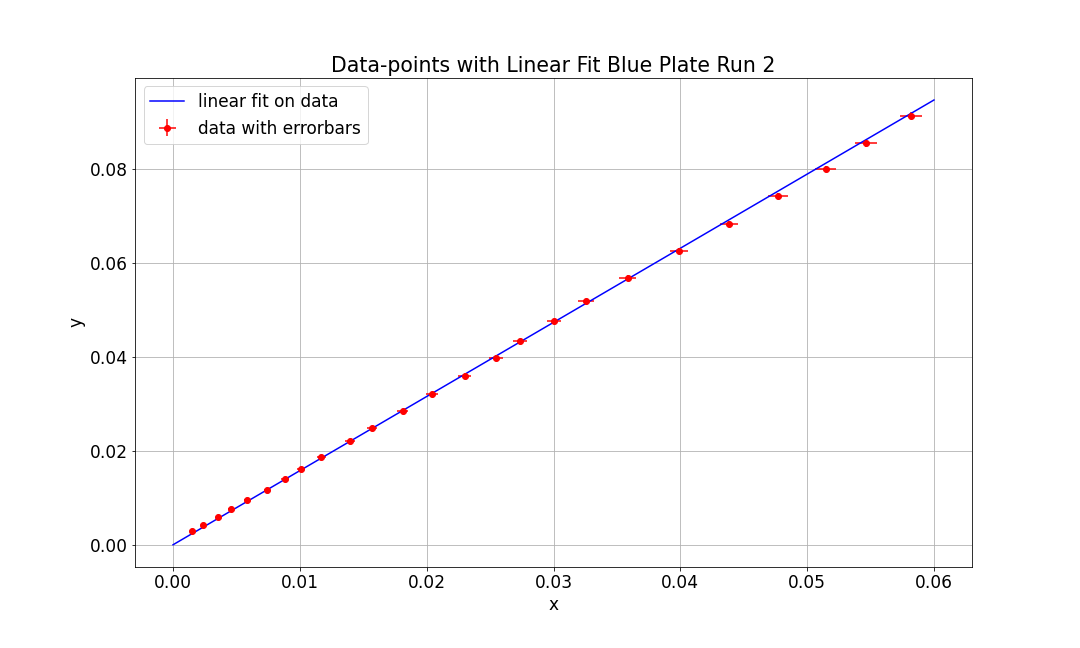 Data-points with Linear Fit Blue Plate Run 2
linear fit on data
data with errorbars
0.08
0.06
0.04
0.02
0.00
y
0.00 0.01 0.02 0.03 0.04 0.05 0.06
x